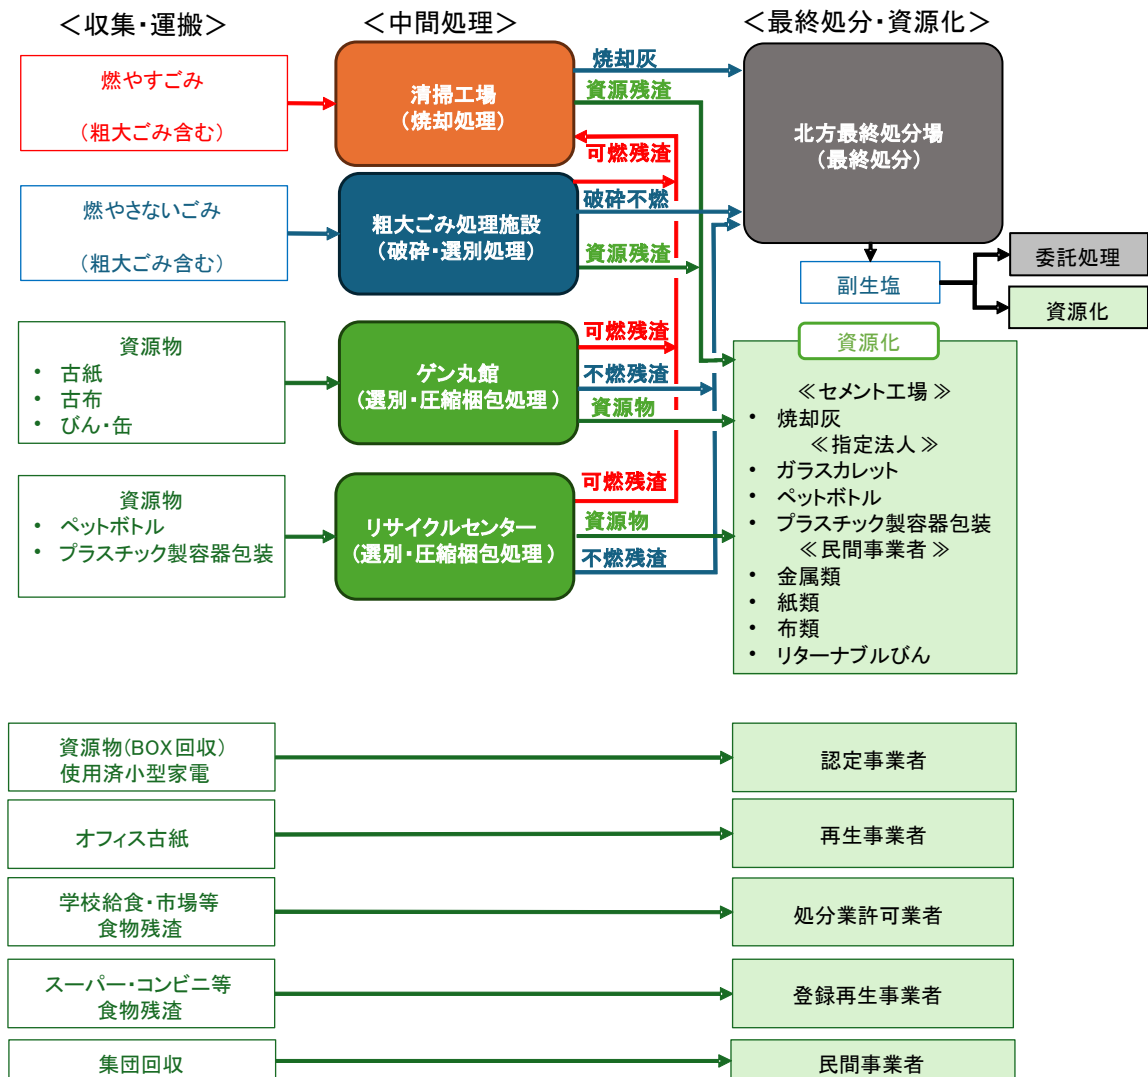 ＜収集・運搬＞
＜中間処理＞
＜最終処分・資源化＞
燃やすごみ
（粗大ごみ含む）
清掃工場
（焼却処理）
焼却灰
資源残渣
可燃残渣
北方最終処分場
（最終処分）
燃やさないごみ
（粗大ごみ含む）
粗大ごみ処理施設
（破砕・選別処理）
破砕不燃
資源残渣
副生塩
委託処理
資源化
資源物
・ 古紙
・ 古布
・ びん・缶
ゲン丸館
（選別・圧縮梱包処理）
可燃残渣
不燃残渣
資源物
資源物
・ ペットボトル
・ プラスチック製容器包装
リサイクルセンター
（選別・圧縮梱包処理）
可燃残渣
資源物
不燃残渣
資源化
≪セメント工場≫
・ 焼却灰
≪指定法人≫
・ ガラスカレット
・ ペットボトル
・ プラスチック製容器包装
≪民間事業者≫
・ 金属類
・ 紙類
・ 布類
・ リターナブルびん
資源物（BOX回収）
使用済小型家電
認定事業者
オフィス古紙
再生事業者
学校給食・市場等
食物残渣
処分業許可業者
スーパー・コンビニ等
食物残渣
登録再生事業者
集団回収
民間事業者